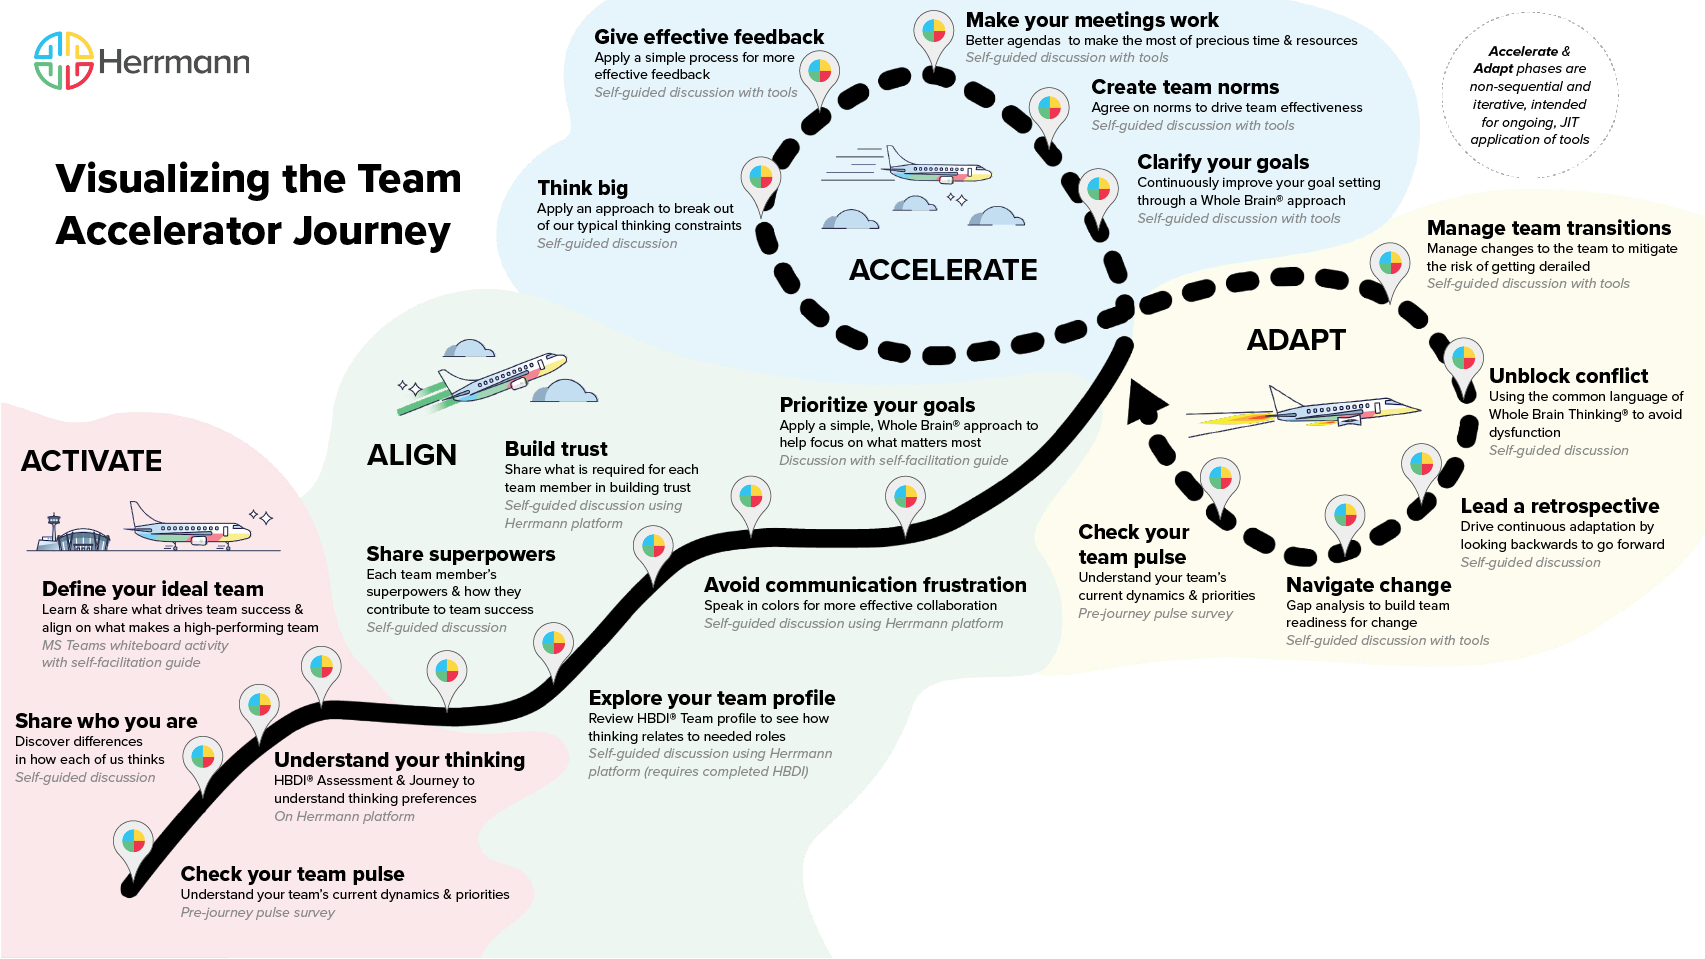 Herrmann
Visualizing the Team
Accelerator Journey
Give effective feedback
Apply a simple process for more
effective feedback
Self-guided discussion with tools
Make your meetings work
Better agendas to make the most of precious time & resources
Self-guided discussion with tools
Create team norms
Agree on norms to drive team effectiveness
Self-guided discussion with tools
Clarify your goals
Continuously improve your goal setting
through a Whole Brain® approach
Self-guided discussion with tools
Think big
Apply an approach to break out
of our typical thinking constraints
Self-guided discussion
ACCELERATE
Accelerate &
Adapt phases are
non-sequential and
iterative, intended
for ongoing, JIT
application of tools
Manage team transitions
Manage changes to the team to mitigate
the risk of getting derailed
Self-guided discussion with tools
ADAPT
Unblock conflict
Using the common language of
Whole Brain Thinking® to avoid
dysfunction
Self-guided discussion
Lead a retrospective
Drive continuous adaptation by
looking backwards to go forward
Self-guided discussion
Navigate change
Gap analysis to build team
readiness for change
Self-guided discussion with tools
Check your
team pulse
Understand your team's
current dynamics & priorities
Pre-journey pulse survey
ALIGN
Prioritize your goals
Apply a simple, Whole Brain® approach to
help focus on what matters most
Discussion with self-facilitation guide
Build trust
Share what is required for each
team member in building trust
Self-guided discussion using
Herrmann platform
Share superpowers
Each team member's
superpowers & how they
contribute to team success
Self-guided discussion
Avoid communication frustration
Speak in colors for more effective collaboration
Self-guided discussion using Herrmann platform
Explore your team profile
Review HBDI® Team profile to see how
thinking relates to needed roles
Self-guided discussion using Herrmann
platform (requires completed HBDI)
ACTIVATE
Define your ideal team
Learn & share what drives team success &
align on what makes a high-performing team
MS Teams whiteboard activity
with self-facilitation guide
Share who you are
Discover differences
in how each of us thinks
Self-guided discussion
Understand your thinking
HBDI® Assessment & Journey to
understand thinking preferences
On Herrmann platform
Check your team pulse
Understand your team's current dynamics & priorities
Pre-journey pulse survey